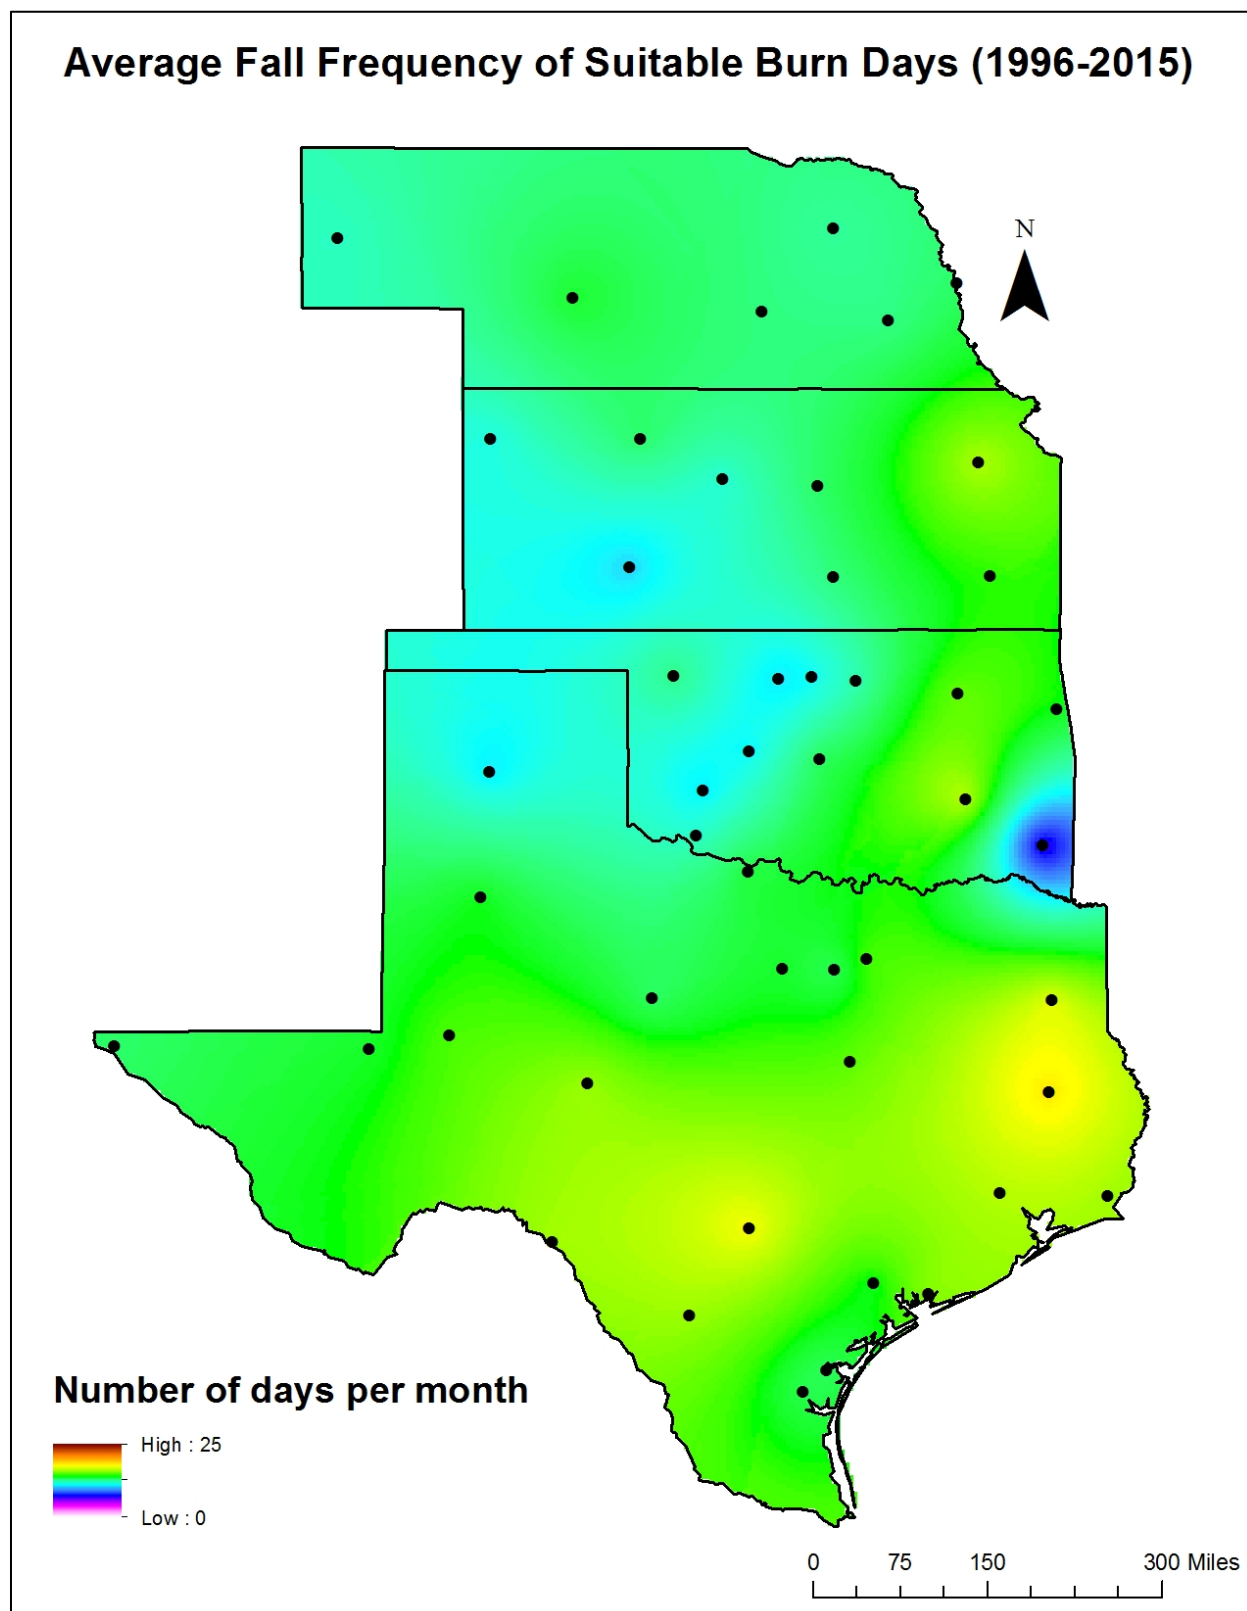 Average Fall Frequency of Suitable Burn Days (1996-2015)
N
Number of days per month
High : 25
Low : 0
0 75 150 300 Miles